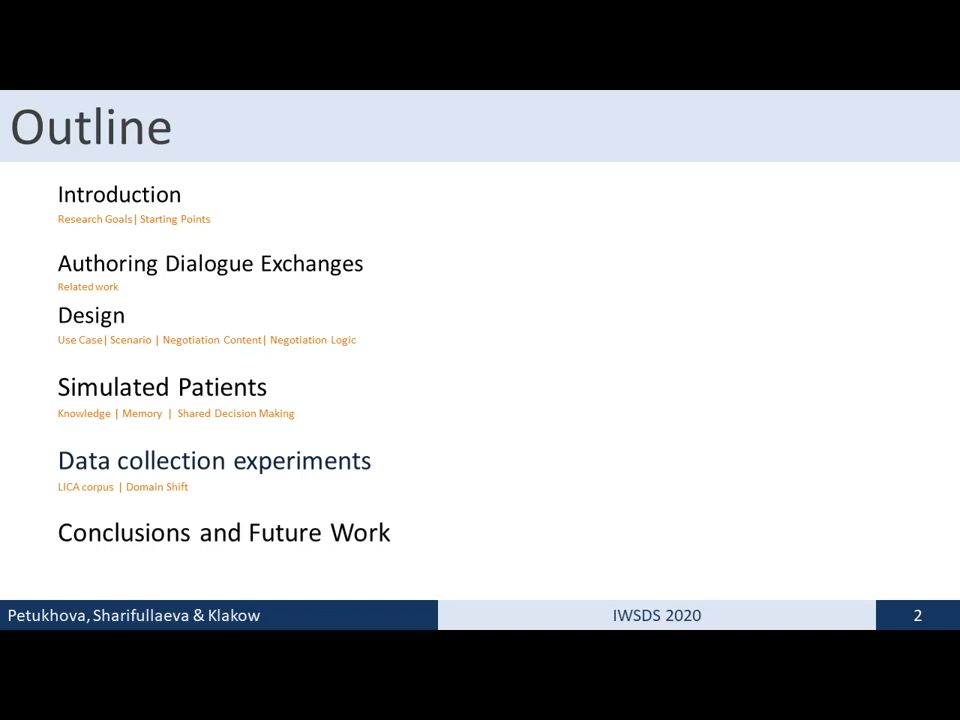 Outline
Introduction
Research Goals| Starting Points
Authoring Dialogue Exchanges
Related work
Design
Use Case| Scenario | Negotiation Content| Negotiation Logic
Simulated Patients
Knowledge | Memory | Shared Decision Making
Data collection experiments
LICA corpus | Domain Shift
Conclusions and Future Work
Petukhova, Sharifullaeva & Klakow
IWSDS 2020
2